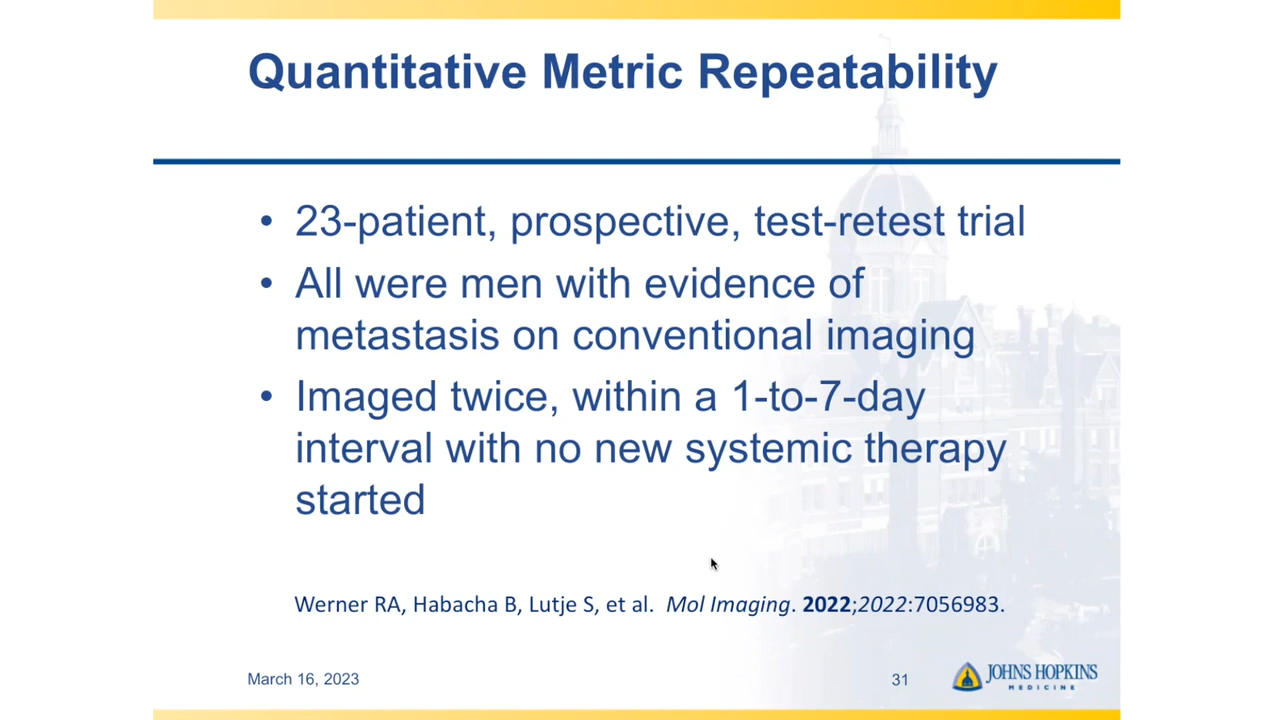 Quantitative Metric Repeatability
• 23-patient, prospective, test-retest trial
• All were men with evidence of
metastasis on conventional imaging
• Imaged twice, within a 1-to-7-day
interval with no new systemic therapy
started
Werner RA, Habacha B, Lutje S, et al. Mol Imaging. 2022;2022:7056983.
March 16, 2023
31
JOHNS HOPKINS
MEDICINE